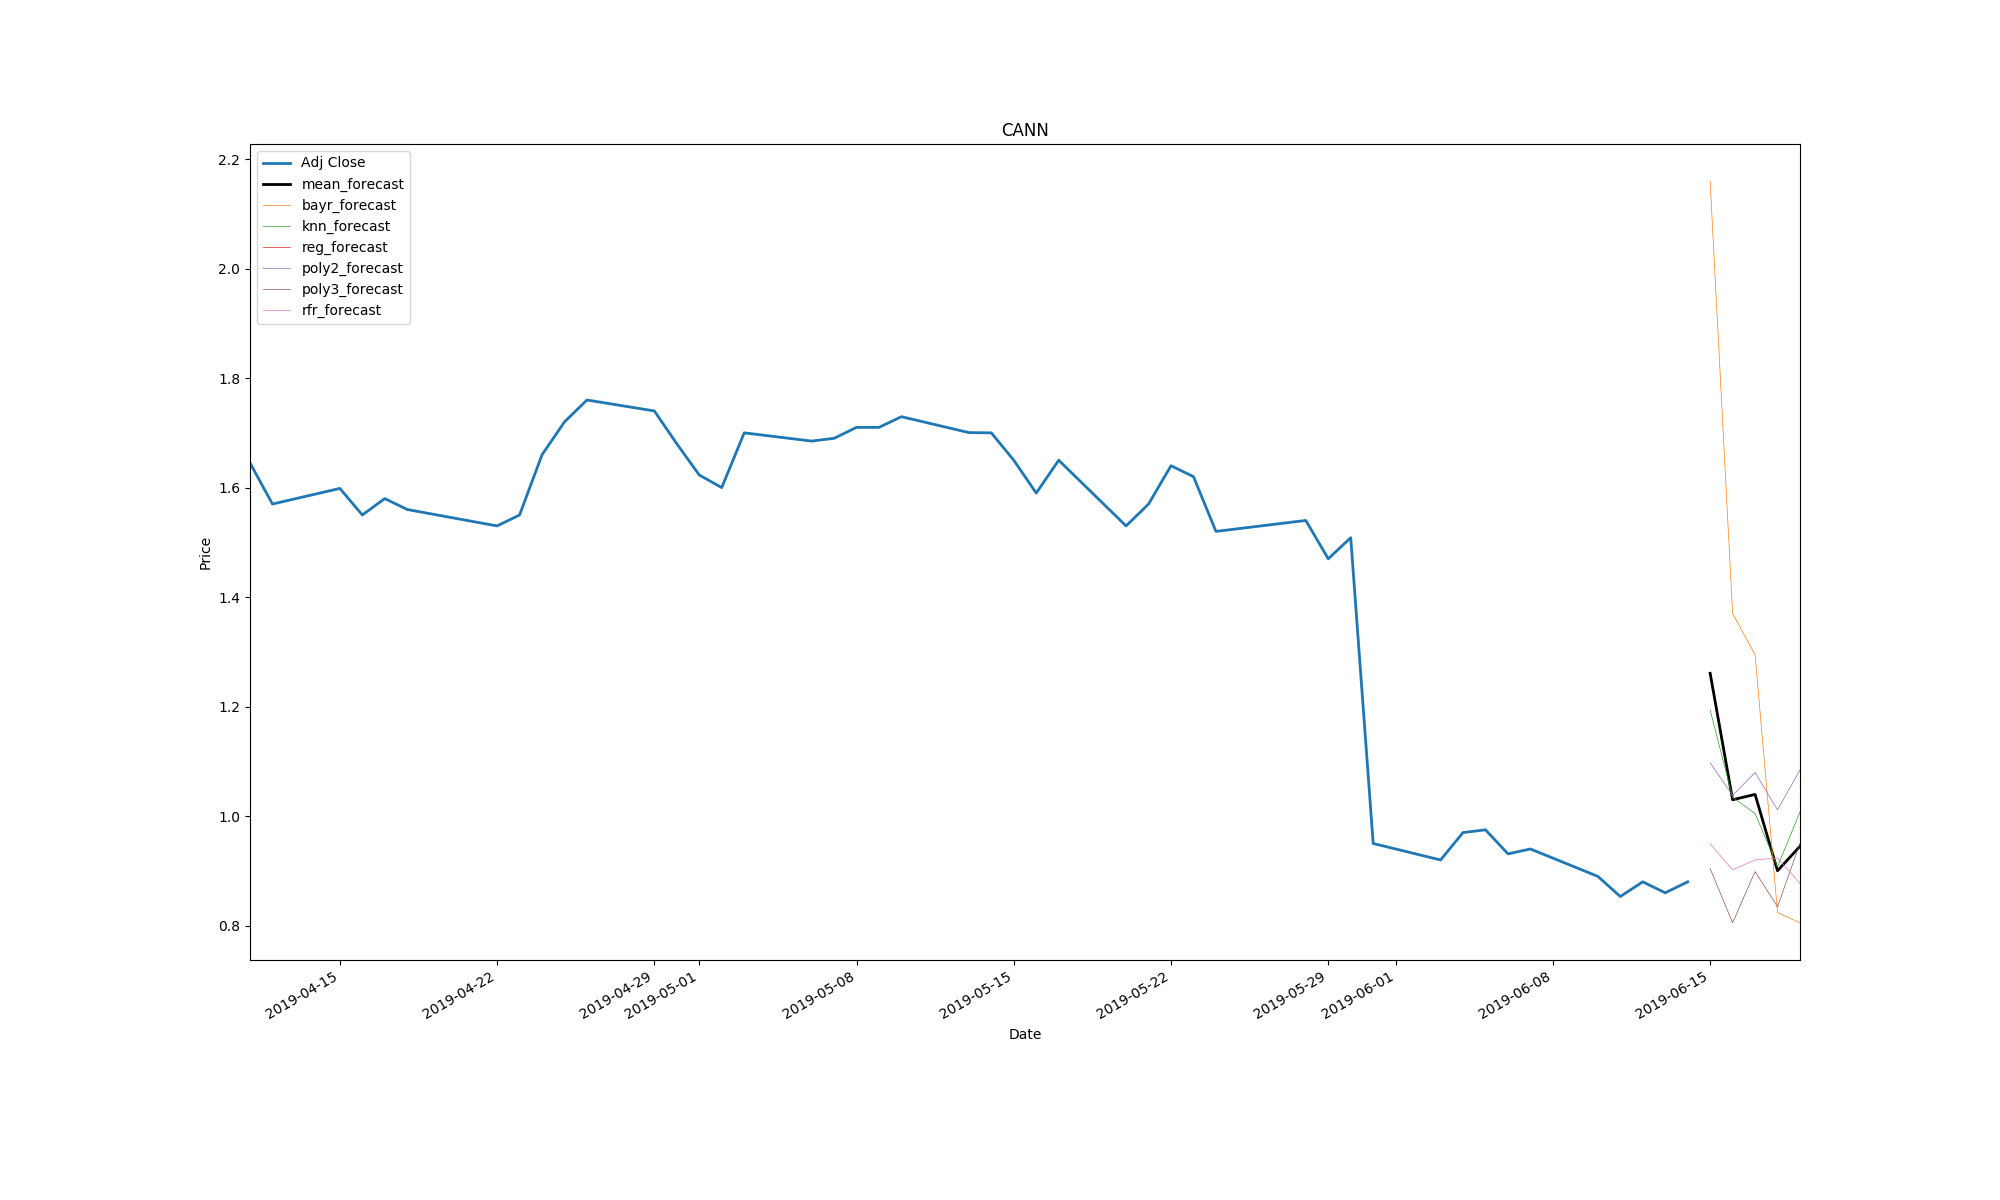 CANN
2.2
2.0
1.8
1.6
1.4
1.2
1.0
0.8
Price
Adj Close
mean_forecast
bayr_forecast
knn_forecast
reg_forecast
poly2_forecast
poly3_forecast
rfr_forecast
2019-04-15
2019-04-22
2019-04-29
2019-05-01
2019-05-08
2019-05-15
2019-05-22
2019-05-29
2019-06-01
2019-06-08
2019-06-15
Date